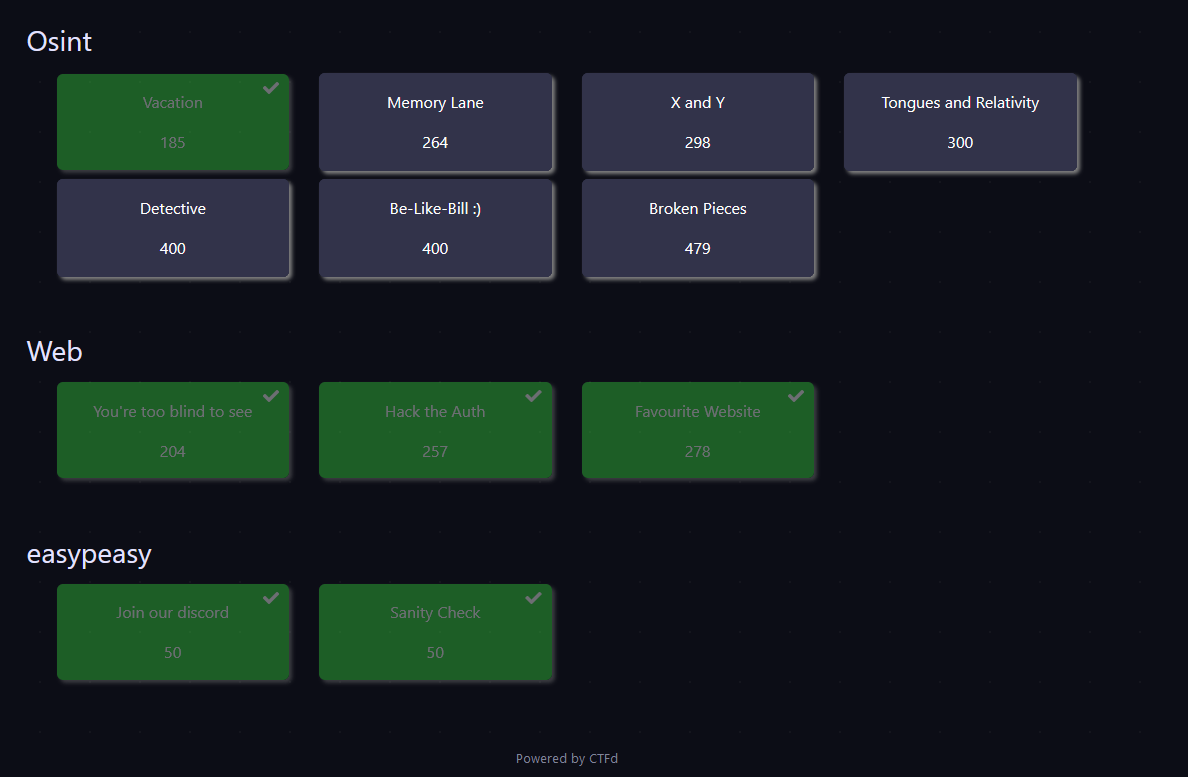 Osint
Vacation
185
Memory Lane
264
X and Y
298
Tongues and Relativity
300
Detective
400
Be-Like-Bill :)
400
Broken Pieces
479
Web
You're too blind to see
204
Hack the Auth
257
Favourite Website
278
easypeasy
Join our discord
50
Sanity Check
50
Powered by CTFd